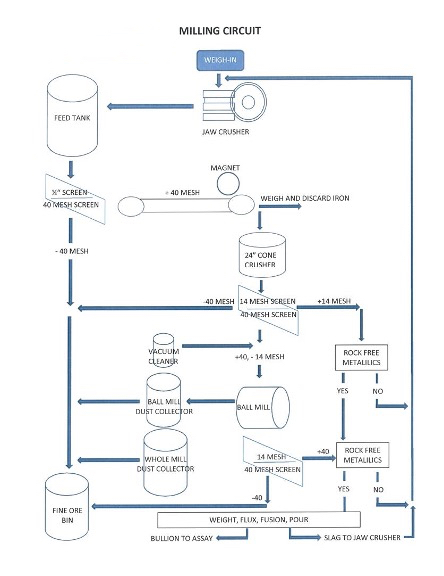 MILLING CIRCUIT
WEIGH-IN
FEED TANK
JAW CRUSHER
MAGNET
½" SCREEN
40 MESH SCREEN
+ 40 MESH
WEIGH AND DISCARD IRON
- 40 MESH
24" CONE
CRUSHER
-40 MESH
14 MESH SCREEN
40 MESH SCREEN
+14 MESH
VACUUM
CLEANER
+40, - 14 MESH
ROCK FREE
METALILICS
YES
NO
BALL MILL
DUST COLLECTOR
BALL MILL
WHOLE MILL
DUST COLLECTOR
14 MESH
40 MESH SCREEN
+40
ROCK FREE
METALILICS
YES
NO
-40
FINE ORE
BIN
WEIGHT, FLUX, FUSION, POUR
BULLION TO ASSAY
SLAG TO JAW CRUSHER